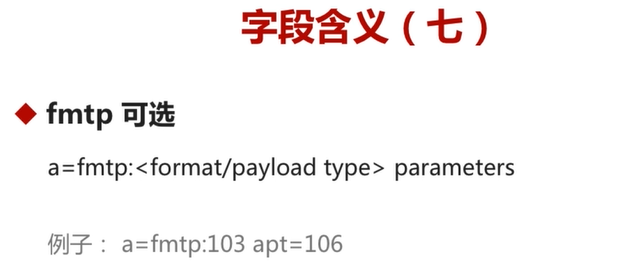 字段含义（七）
fmtp 可选
a=fmtp:<format/payload type> parameters
例子： a=fmtp:103 apt=106